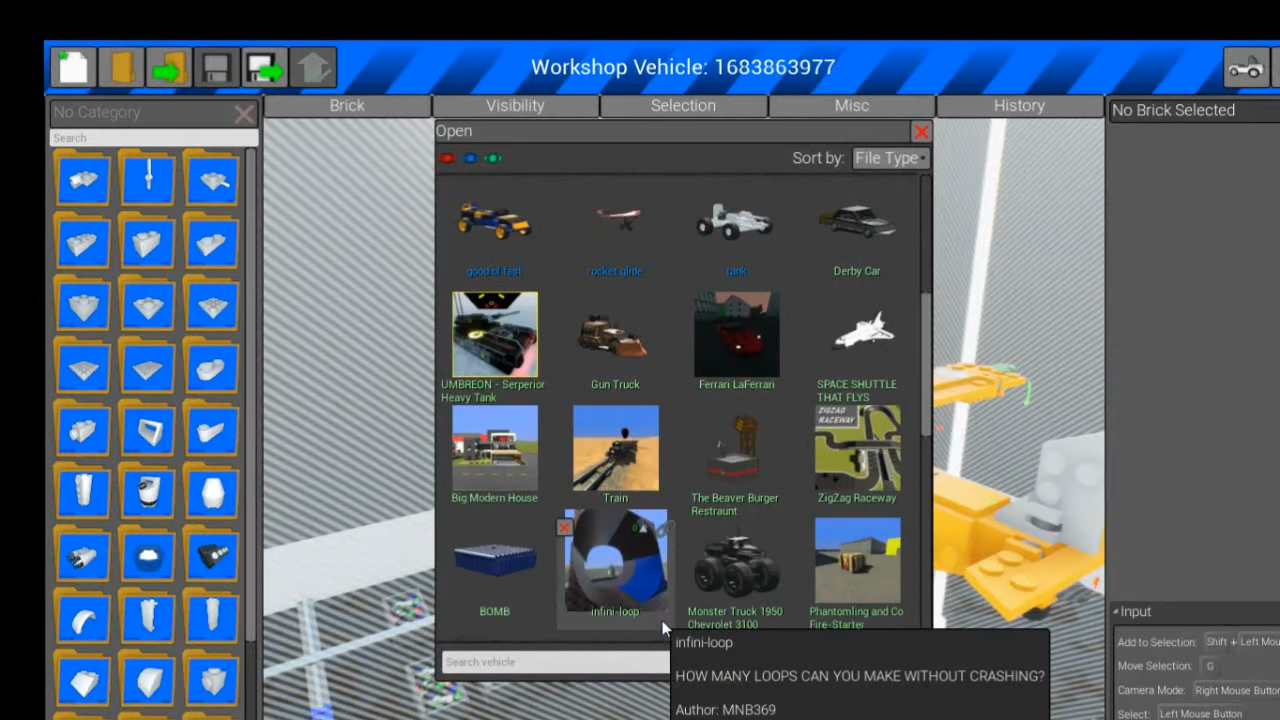 Workshop Vehicle: 1683863977
No Category
Search
Brick
Visibility
Selection
Misc
History
No Brick Selected
Open
Sort by: File Type
good ol fast
rocket glide
tank
Derby Car
UMBREON - Serperior
Heavy Tank
Gun Truck
Ferrari LaFerrari
SPACE SHUTTLE
THAT FLYS
ZIGZAG
RACEWAY
Big Modern House
Train
The Beaver Burger
Restraunt
ZigZag Raceway
BOMB
infini-loop
Monster Truck 1950
Chevrolet 3100
Phantomling and Co
Fire-Starter
Search vehicle
infini-loop
HOW MANY LOOPS CAN YOU MAKE WITHOUT CRASHING?
Author: MNB369
Input
Add to Selection: Shift + Left Mou
Move Selection: G
Camera Mode: Right Mouse Button
Select: Left Mouse Button